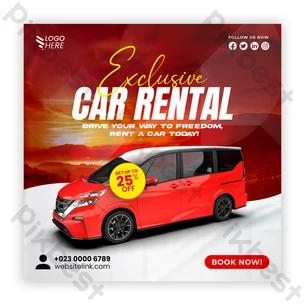 LOGO
HERE
FOLLOW US NOW
Exclusive
CAR RENTAL
DRIVE YOUR WAY TO FREEDOM,
RENT A CAR TODAY!
GET UP TO
25%
OFF
+023 0000 6789
websitelink.com
BOOK NOW!
pikbest